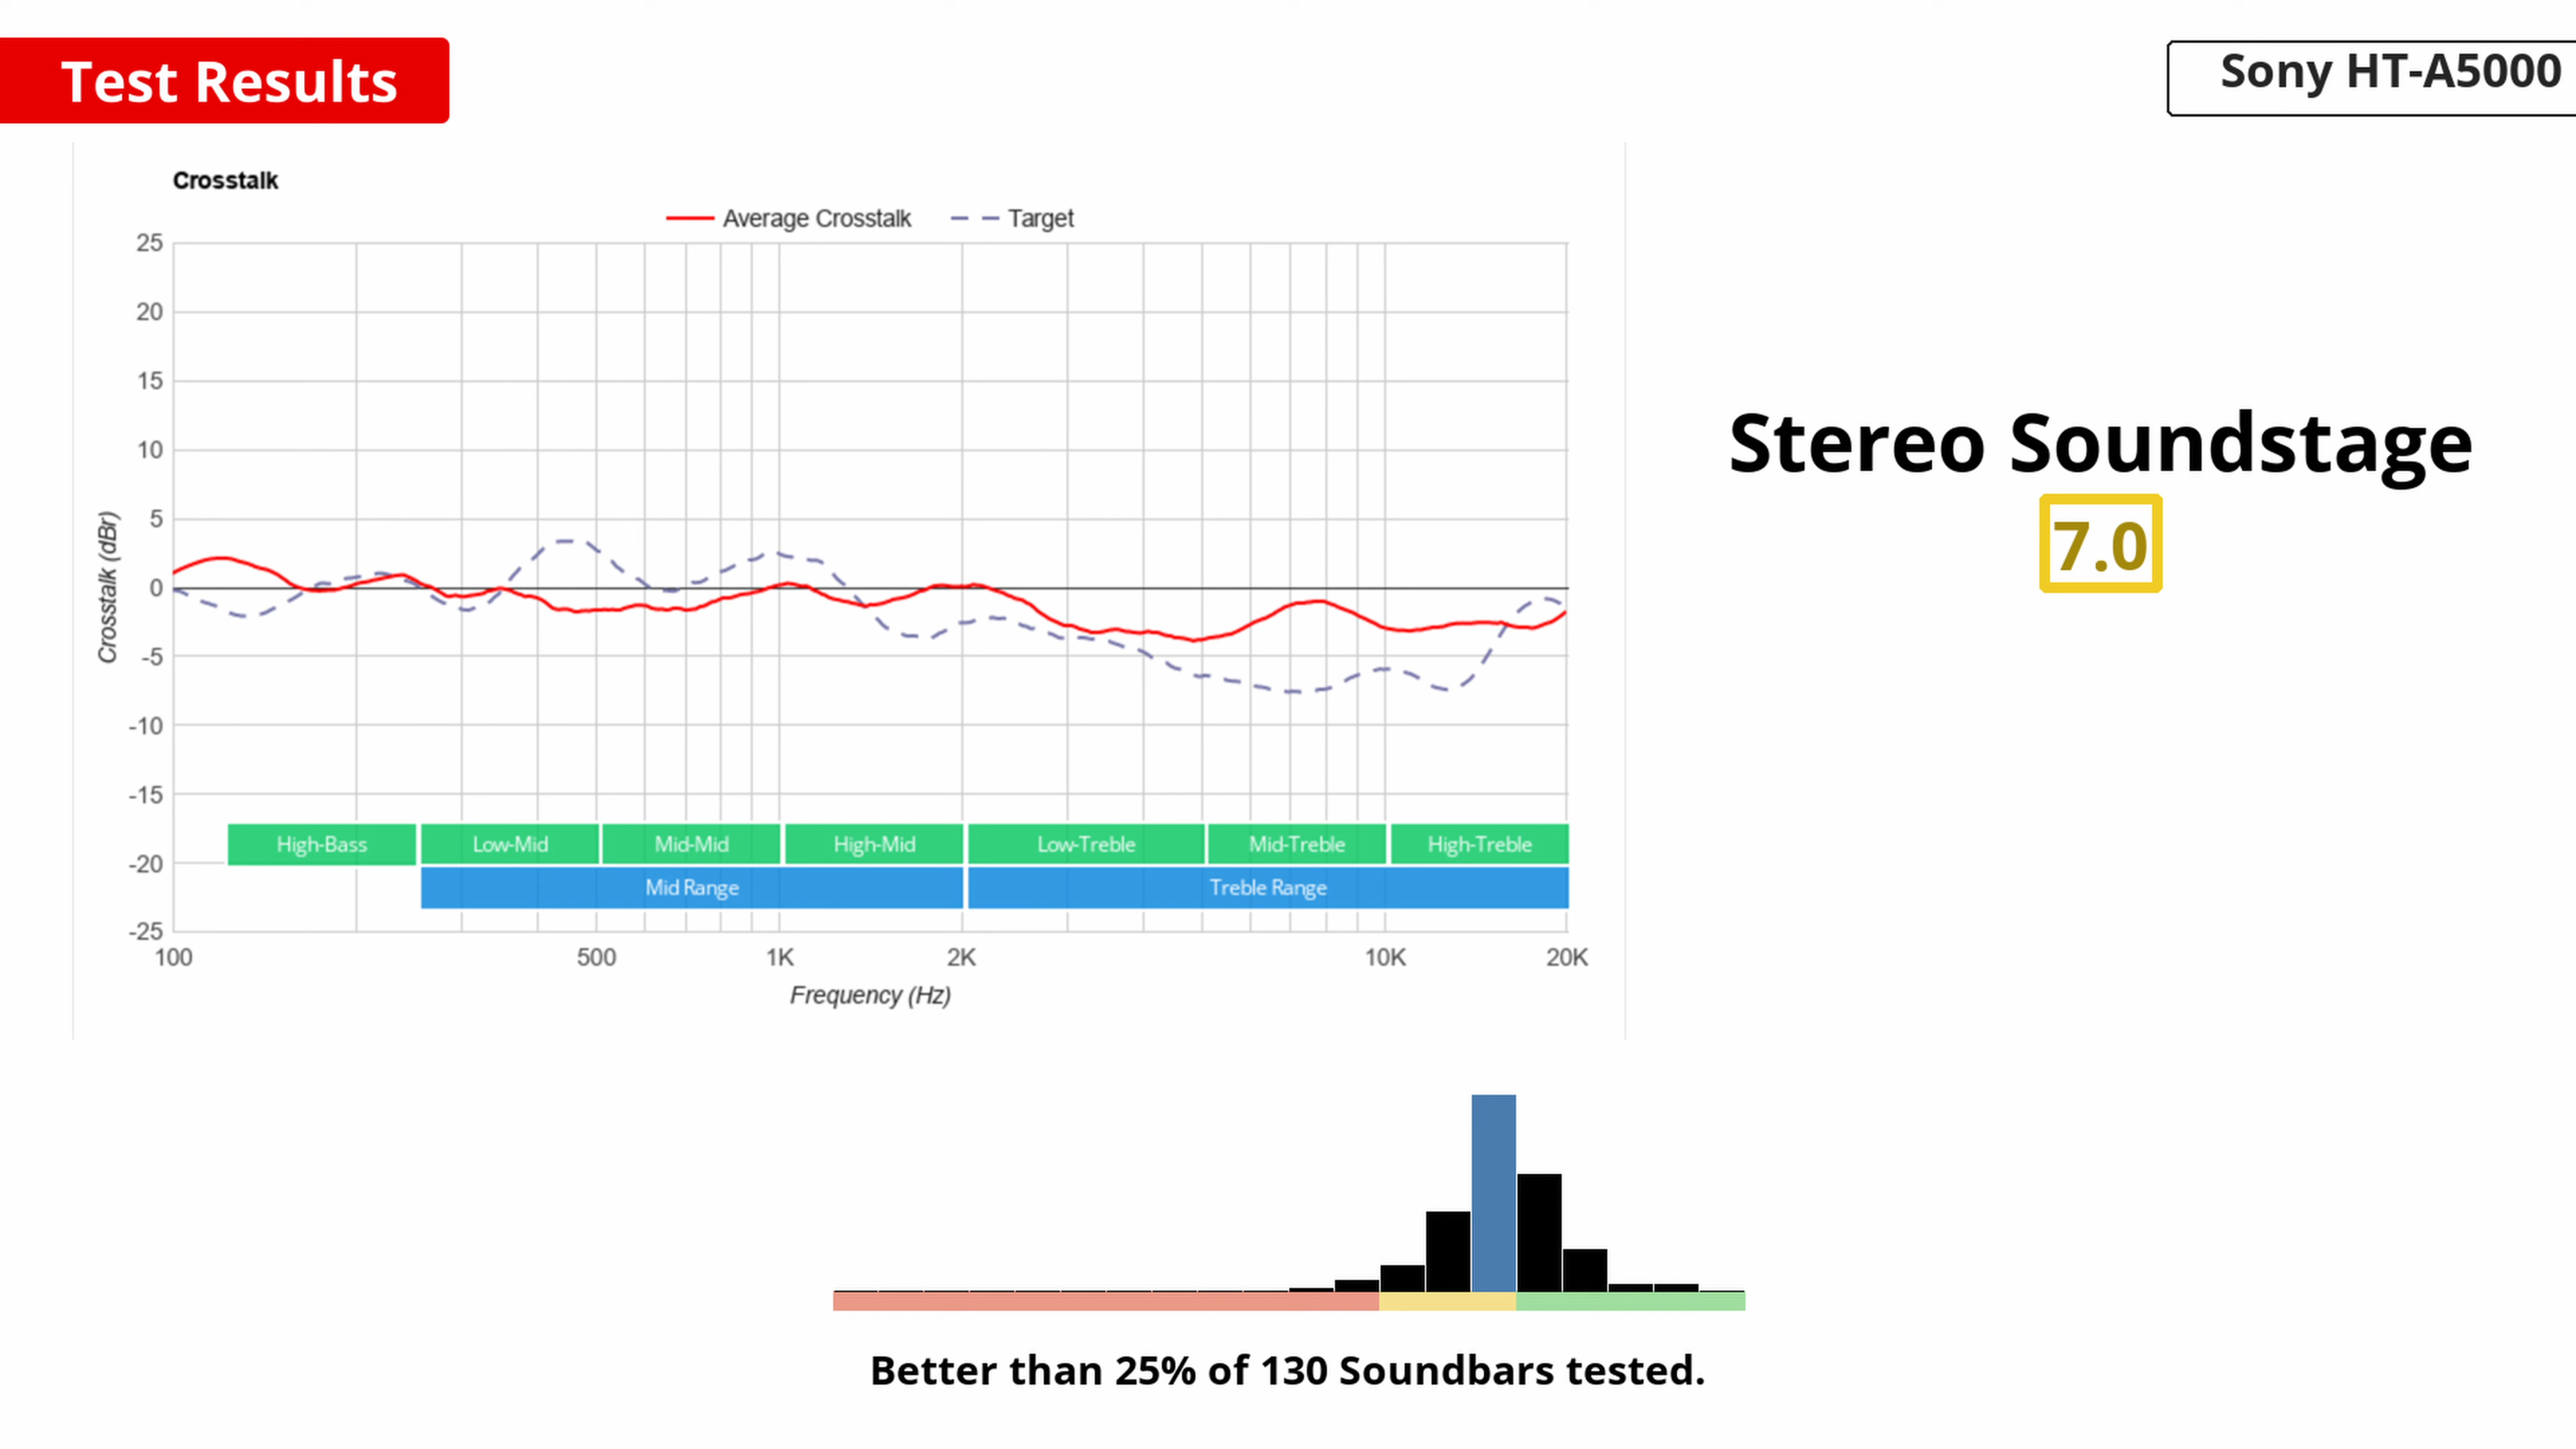 Test Results
Sony HT-A5000
Crosstalk
Average Crosstalk
Target
25
20
15
10
5
0
-5
-10
-15
-20
-25
Crosstalk (dBr)
High-Bass
Low-Mid
Mid-Mid
High-Mid
Low-Treble
Mid-Treble
High-Treble
Mid Range
Treble Range
100
500
1K
2K
10K
20K
Frequency (Hz)
Stereo Soundstage
7.0
Better than 25% of 130 Soundbars tested.